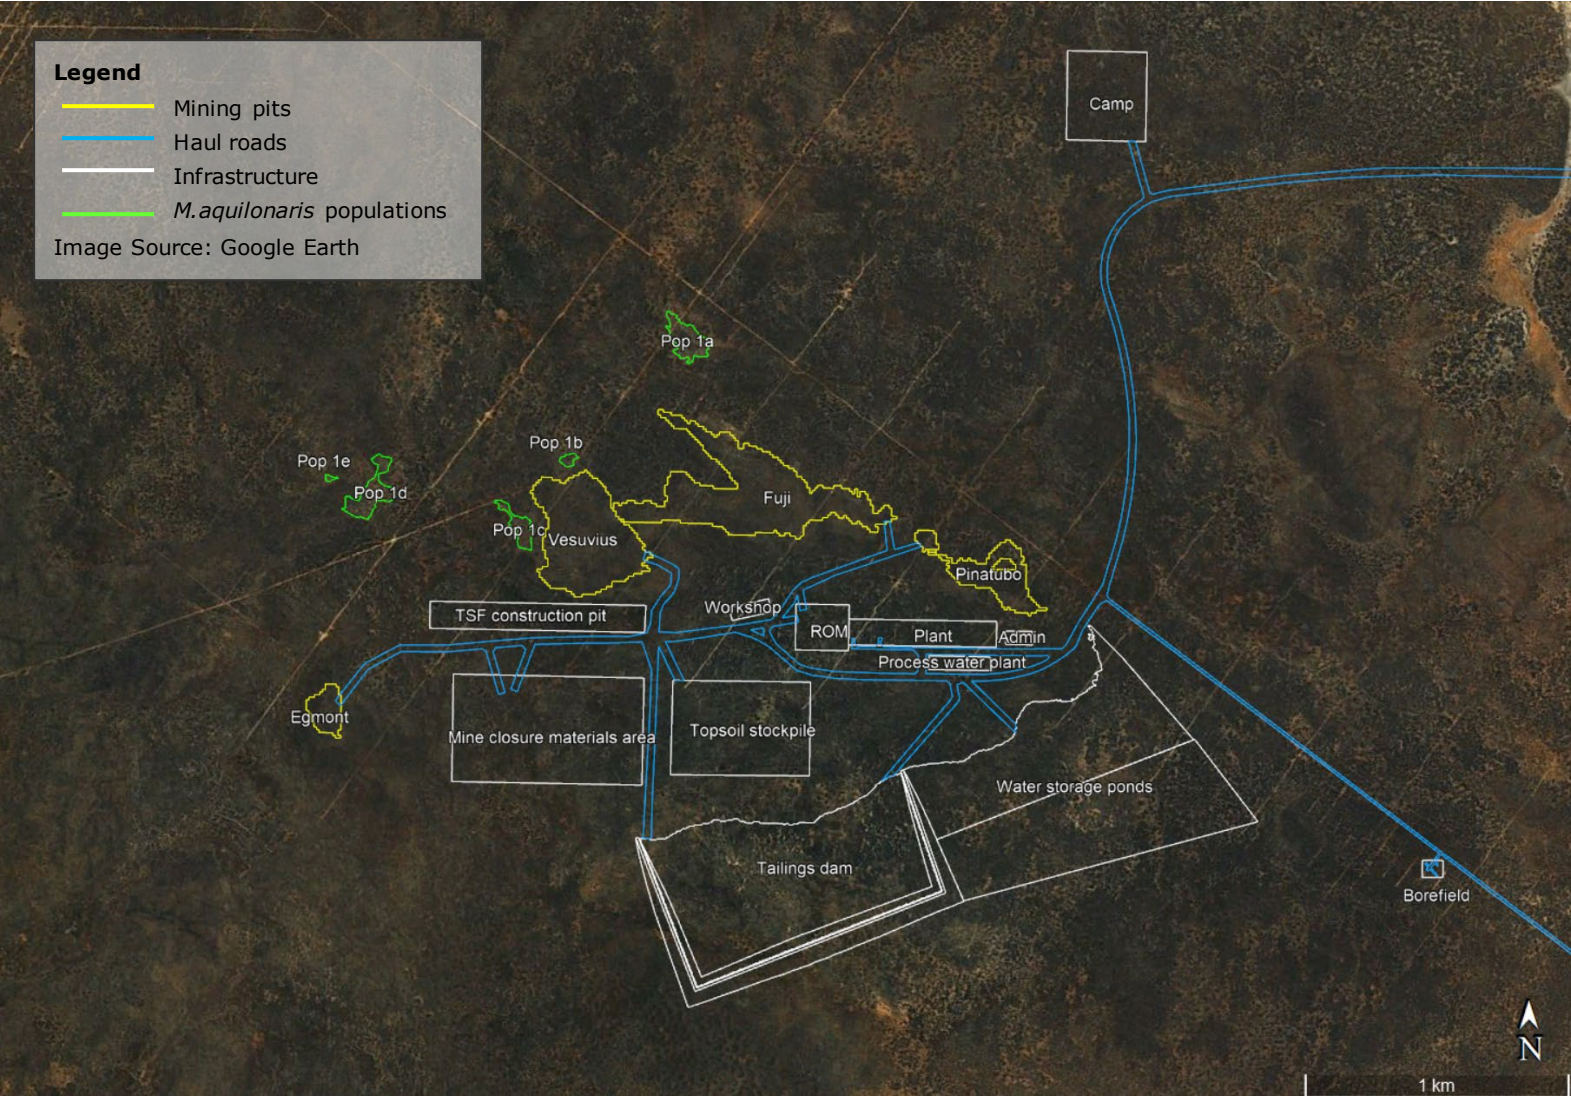 Legend
Mining pits
Haul roads
Infrastructure
M.aquilonaris populations
Image Source: Google Earth
Camp
Pop 1a
Pop 1b
Pop 1e
Pop 1d
Fuji
Pop 1c
Vesuvius
Pinatubo
TSF construction pit
Workshop
ROM
Plant
Admin
Process water plant
Egmont
Mine closure materials area
Topsoil stockpile
Water storage ponds
Tailings dam
Borefield
N
1 km